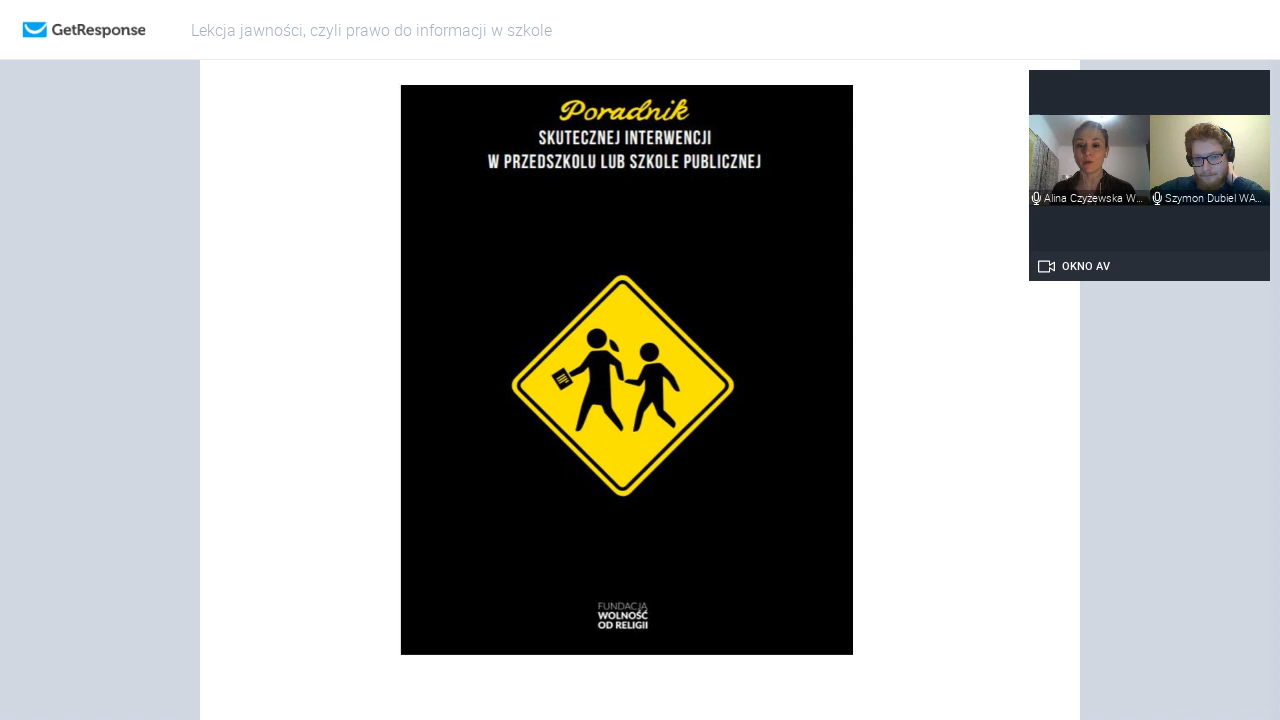 GetResponse
Lekcja jawności, czyli prawo do informacji w szkole
Poradnik
SKUTECZNEJ INTERWENCJI
W PRZEDSZKOLU LUB SZKOLE PUBLICZNEJ
FUNDACJA
WOLNOŚĆ
OD RELIGII
Alina Czyżewska W...
Szymon Dubiel WA...
OKNO AV